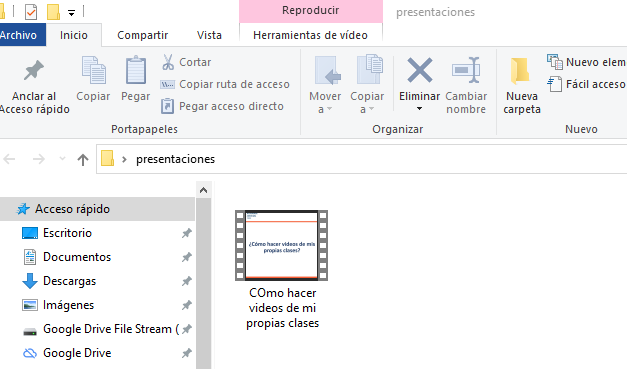 Reproducir
presentaciones
Archivo Inicio Compartir Vista Herramientas de vídeo
Anclar al
Acceso rápido
Copiar
Pegar
Cortar
Copiar ruta de acceso
Pegar acceso directo
Portapapeles
Mover
a
Copiar
a
Eliminar
Cambiar
nombre
Organizar
Nueva
carpeta
Nuevo elem
Fácil acceso
Nuevo
presentaciones
Acceso rápido
Escritorio
Documentos
Descargas
Imágenes
Google Drive File Stream (
Google Drive
¿Cómo hacer videos de mis
propias clases?
COmo hacer
videos de mi
propias clases